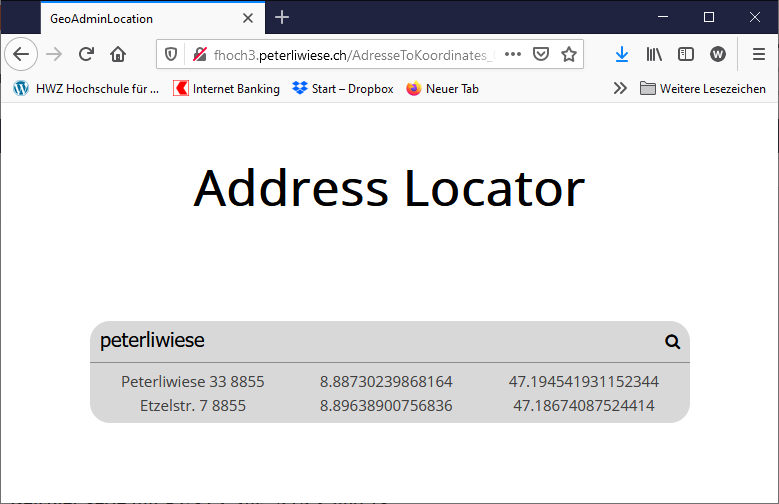 GeoAdminLocation
fhoch3.peterliwiese.ch/AdresseToKoordinates_
HWZ Hochschule für ... Internet Banking Start – Dropbox Neuer Tab Weitere Lesezeichen
Address Locator
peterliwiese
Peterliwiese 33 8855 8.88730239868164 47.194541931152344
Etzelstr. 7 8855 8.89638900756836 47.18674087524414